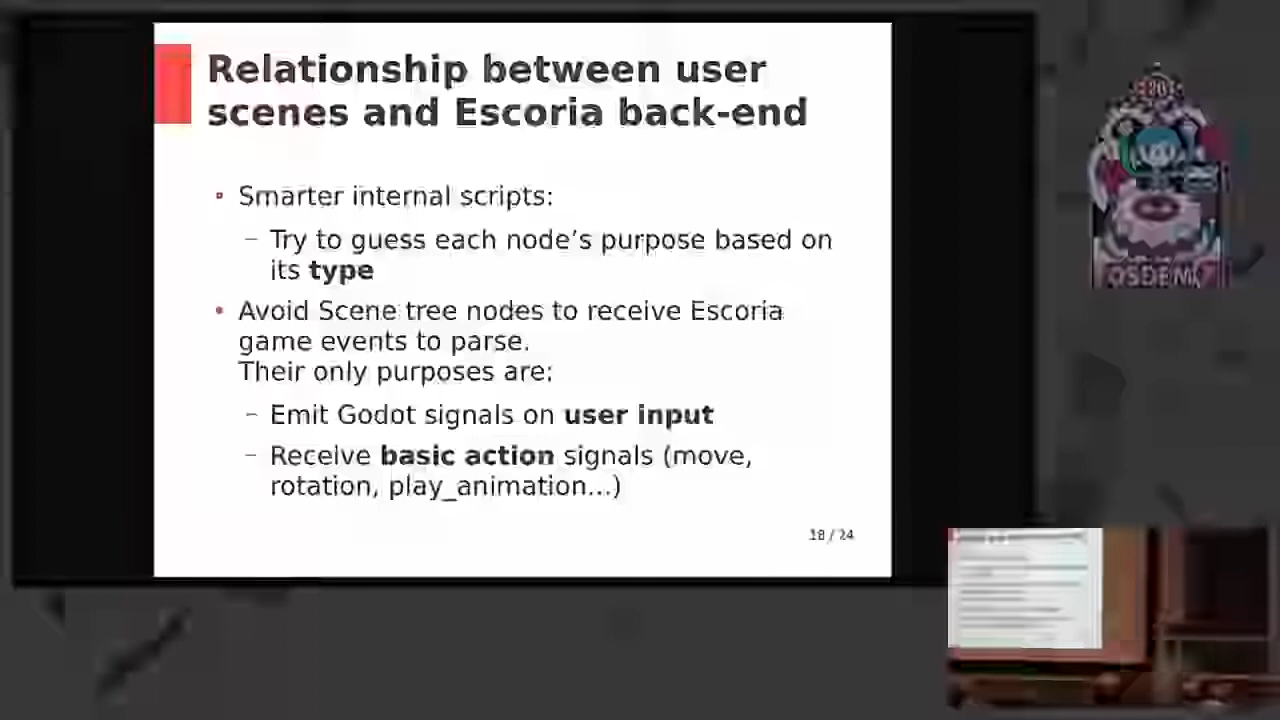 Relationship between user
scenes and Escoria back-end
Smarter internal scripts:
– Try to guess each node’s purpose based on
its type
Avoid Scene tree nodes to receive Escoria
game events to parse.
Their only purposes are:
– Emit Godot signals on user input
– Receive basic action signals (move,
rotation, play_animation...)
18 / 24